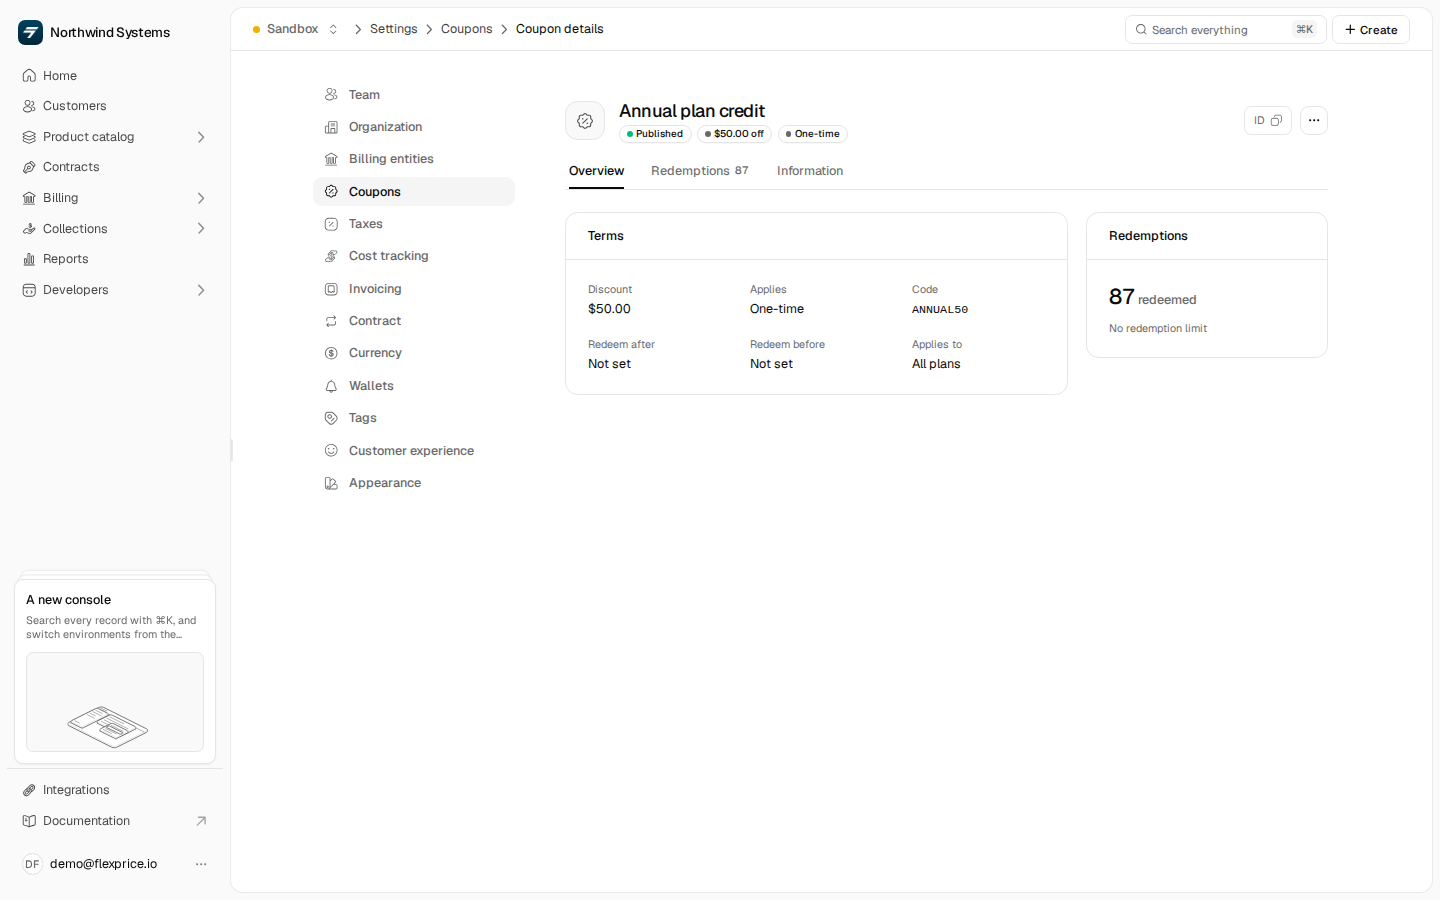 Northwind Systems
Home
Customers
Product catalog
Contracts
Billing
Collections
Reports
Developers
A new console
Search every record with ⌘K, and
switch environments from the...
Integrations
Documentation
DF demo@flexprice.io
Sandbox Settings Coupons Coupon details
Search everything ⌘K
Create
Team
Organization
Billing entities
Coupons
Taxes
Cost tracking
Invoicing
Contract
Currency
Wallets
Tags
Customer experience
Appearance
Annual plan credit
Published $50.00 off One-time
ID
Overview Redemptions 87 Information
Terms
Discount Applies Code
$50.00 One-time ANNUAL50
Redeem after Redeem before Applies to
Not set Not set All plans
Redemptions
87 redeemed
No redemption limit